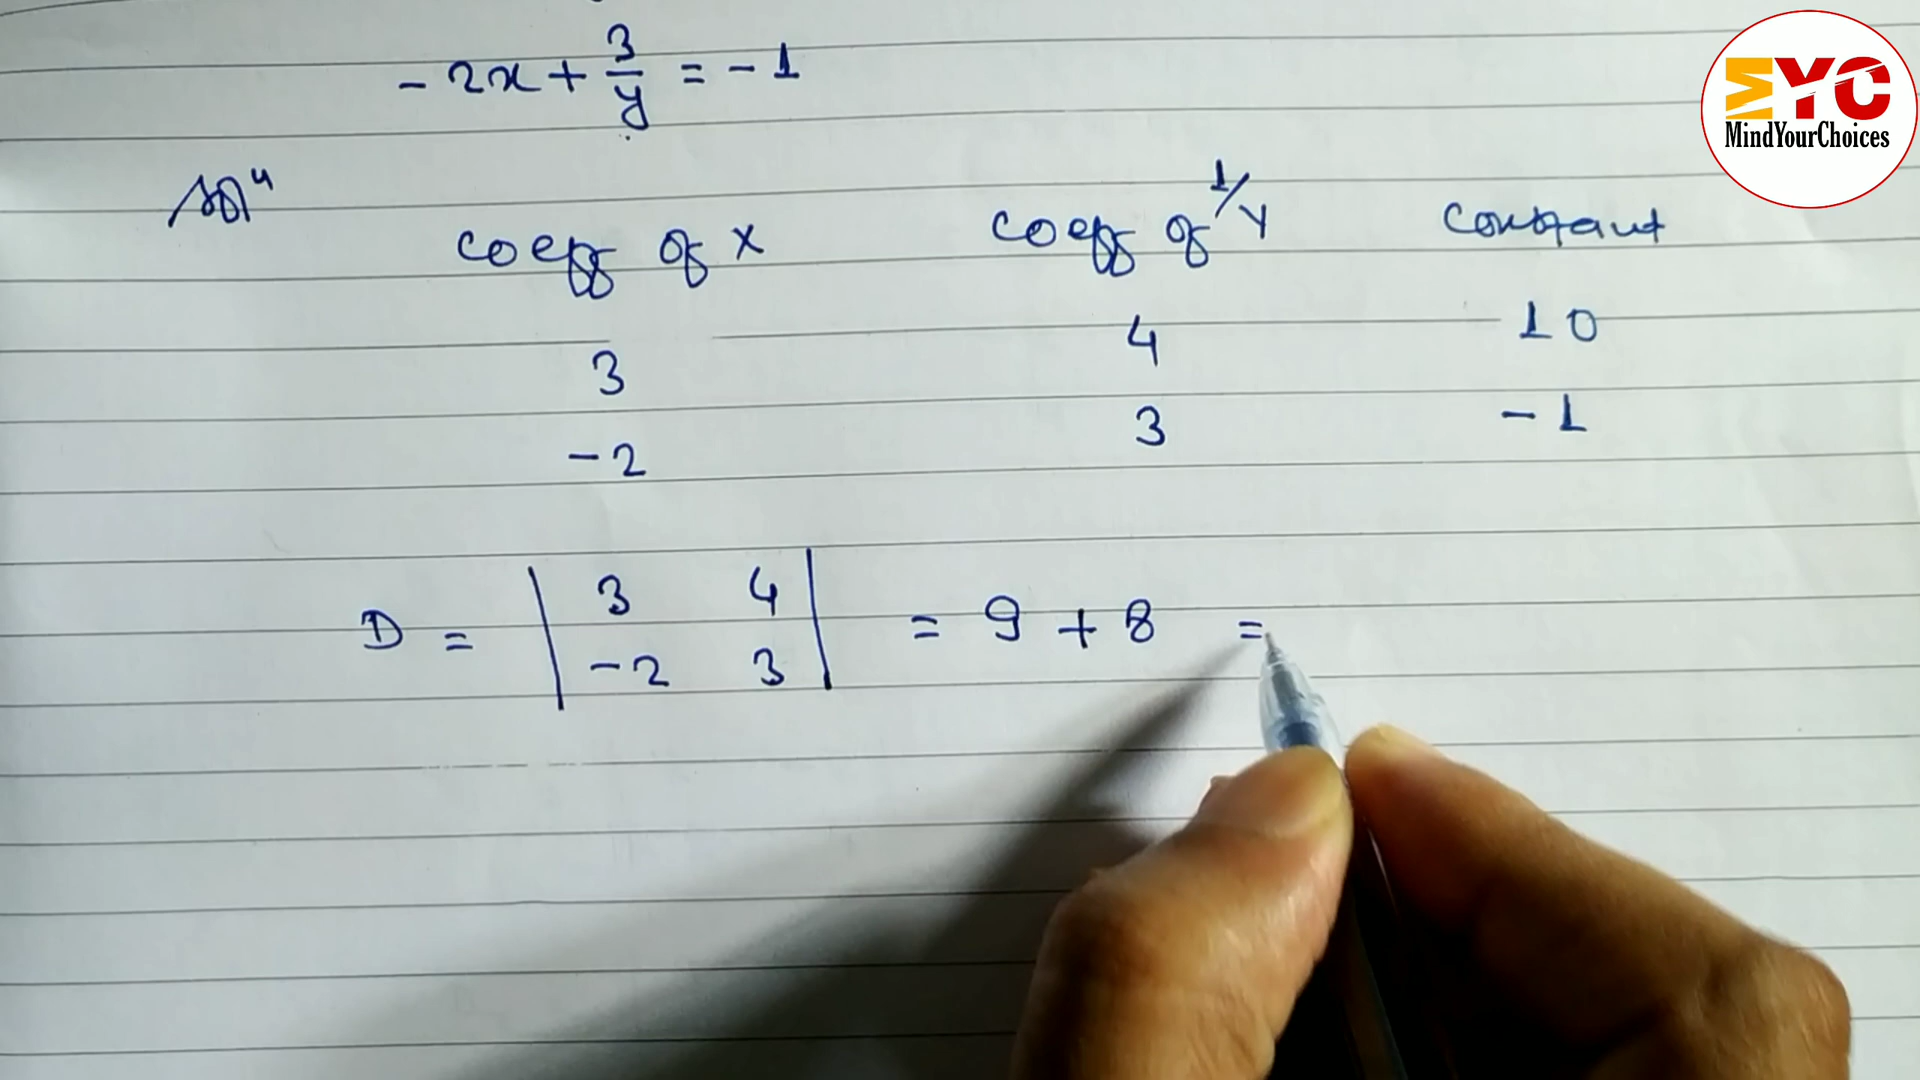 -2x + 3/y = -1
MYC
MindYourChoices
Solⁿ
coeff of x coeff of 1/y constant
3 4 10
-2 3 -1
D = | 3 4 | = 9 + 8 =
| -2 3 |